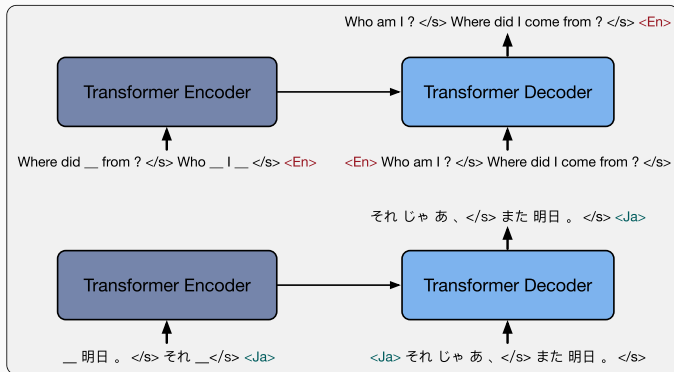 Who am I ? </s> Where did I come from ? </s> <En>
Transformer Encoder
Transformer Decoder
Where did __ from ? </s> Who __ I __ </s> <En>
<En> Who am I ? </s> Where did I come from ? </s>
それ じゃ あ 、 </s> また 明日 。 </s> <Ja>
Transformer Encoder
Transformer Decoder
__ 明日 。 </s> それ __</s> <Ja>
<Ja> それ じゃ あ 、 </s> また 明日 。 </s>